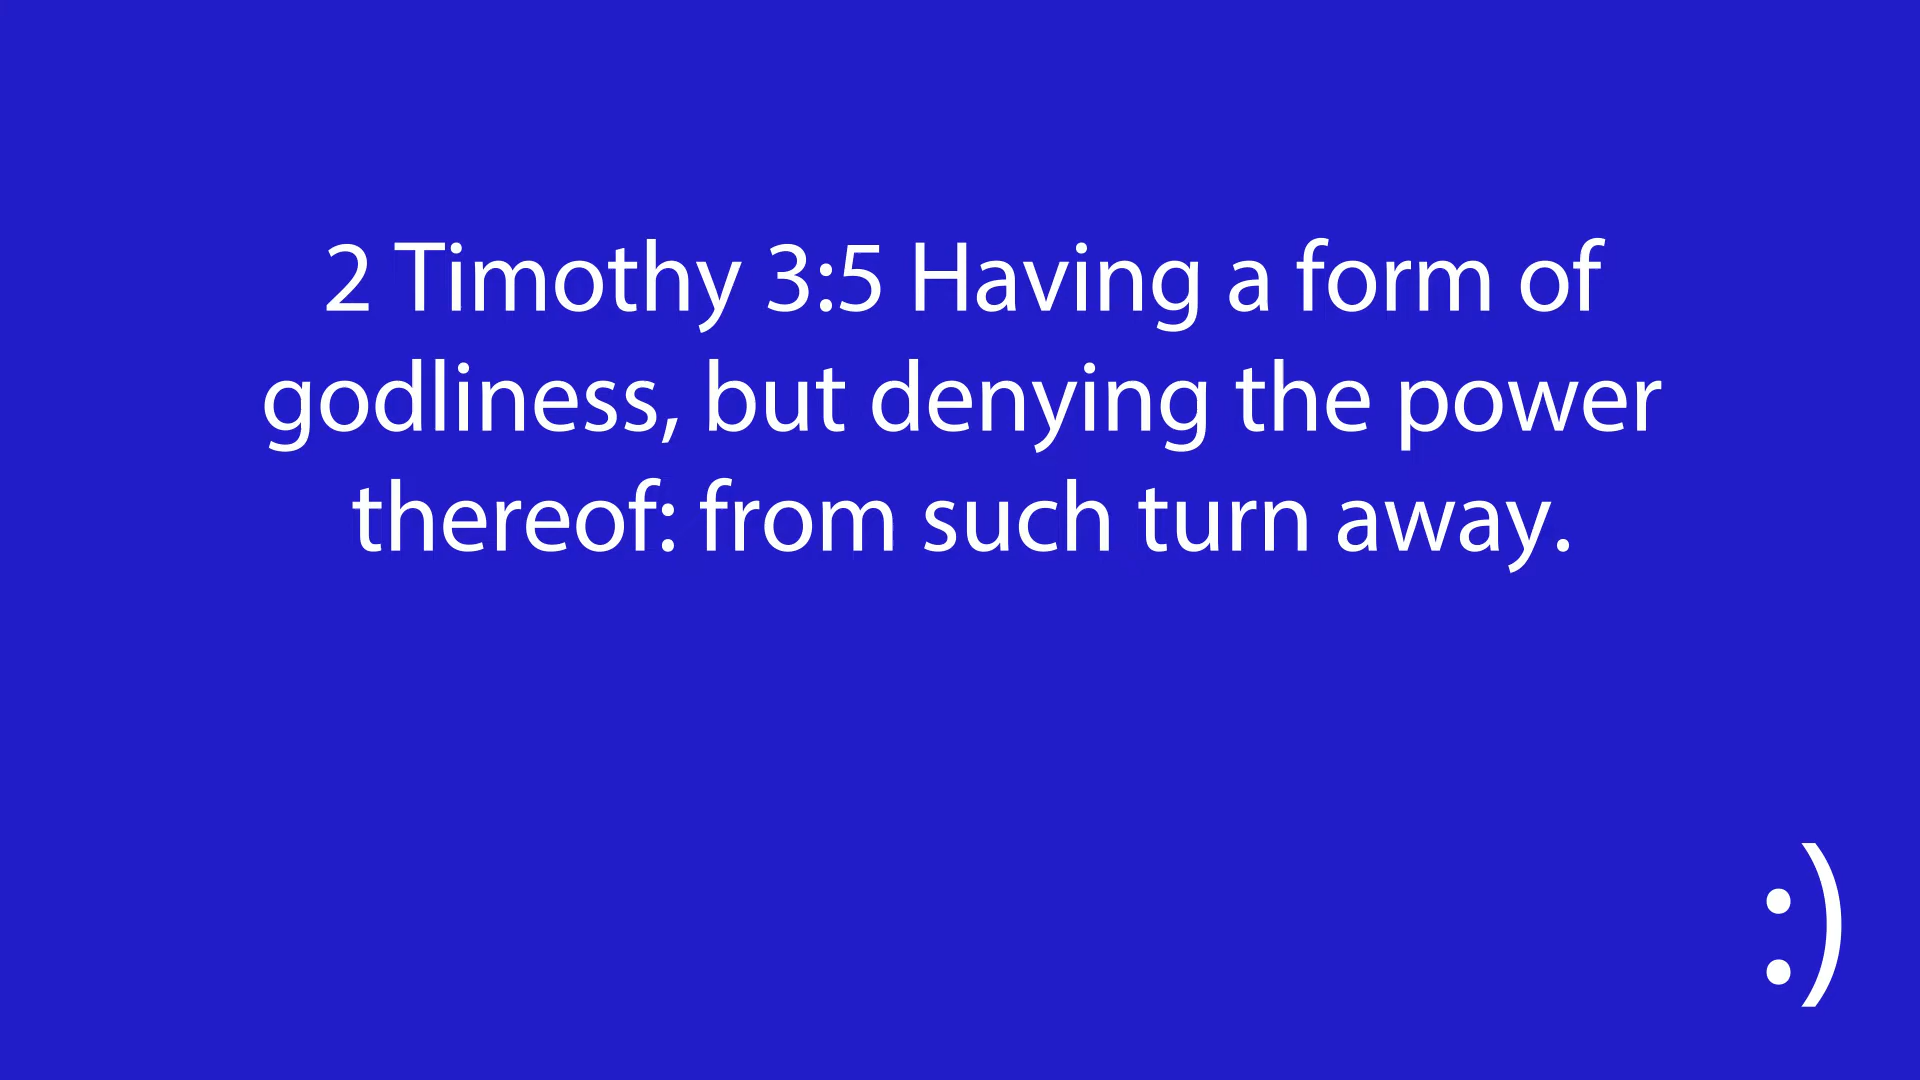 2 Timothy 3:5 Having a form of
godliness, but denying the power
thereof: from such turn away.
:)